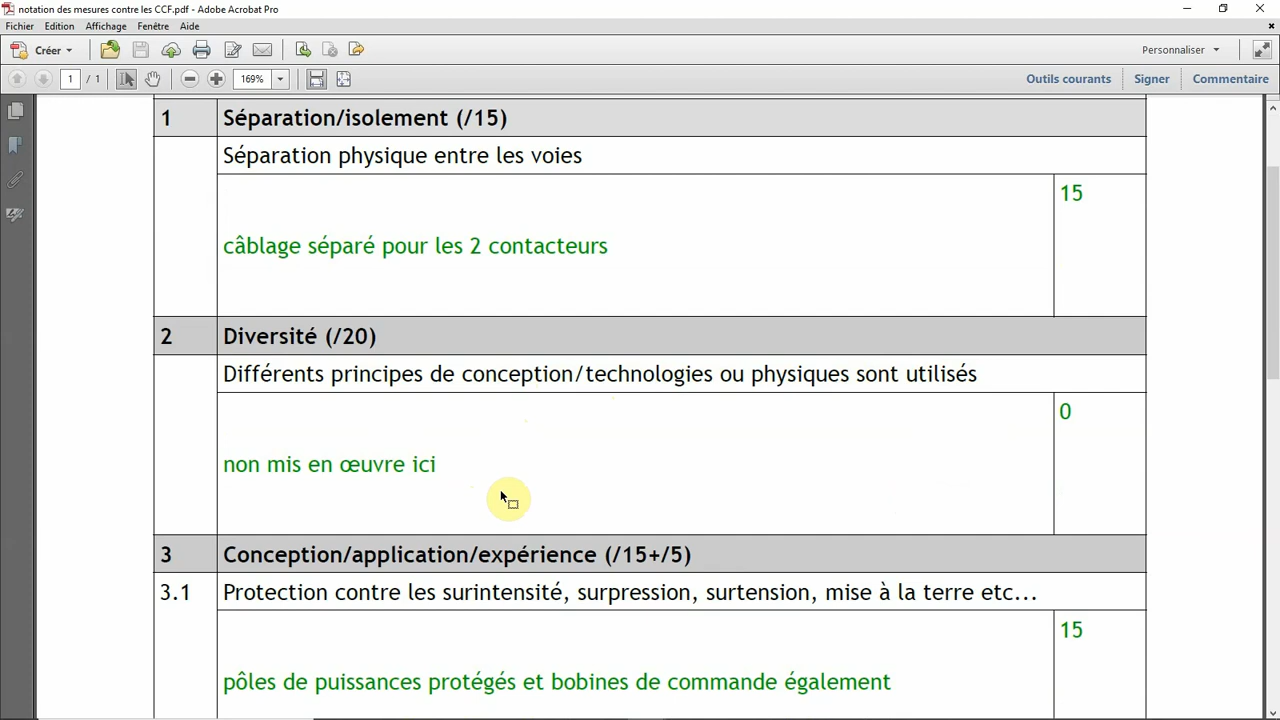 notation des mesures contre les CCF.pdf - Adobe Acrobat Pro
Fichier Edition Affichage Fenêtre Aide
Créer
Personnaliser
1 / 1
169%
Outils courants Signer Commentaire
1 Séparation/isolement (/15)
Séparation physique entre les voies
15
câblage séparé pour les 2 contacteurs
2 Diversité (/20)
Différents principes de conception/technologies ou physiques sont utilisés
0
non mis en œuvre ici
3 Conception/application/expérience (/15+/5)
3.1 Protection contre les surintensité, surpression, surtension, mise à la terre etc...
15
pôles de puissances protégés et bobines de commande également